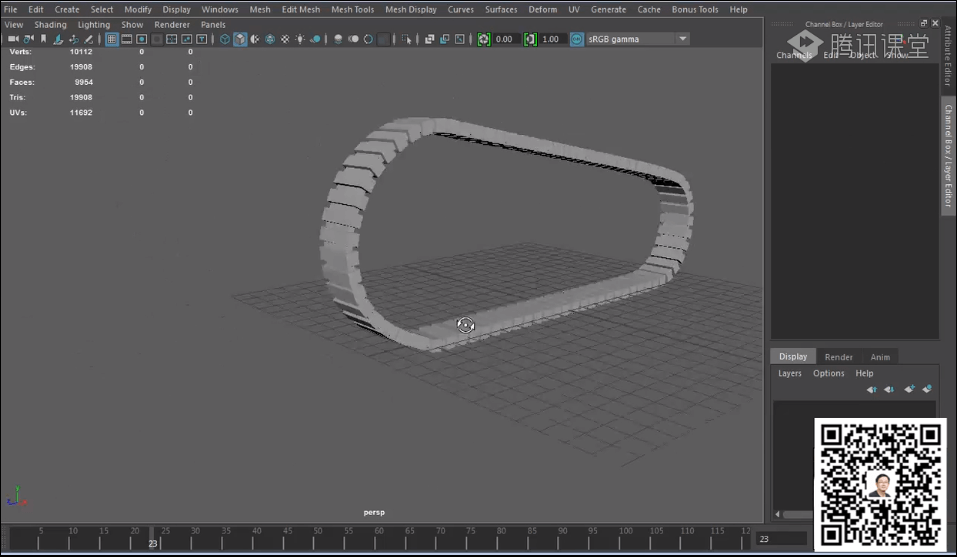 File Edit Create Select Modify Display Windows Mesh Edit Mesh Mesh Tools Mesh Display Curves Surfaces Deform UV Generate Cache Bonus Tools Help
View Shading Lighting Show Renderer Panels
Channel Box / Layer Editor
0.00 1.00 sRGB gamma
腾讯课堂
Channels Edit Object Show
Verts: 10112 0 0
Edges: 19908 0 0
Faces: 9954 0 0
Tris: 19908 0 0
UVs: 11692 0 0
Attribute Editor
Channel Box / Layer Editor
Display Render Anim
Layers Options Help
persp
5 10 15 20 25 30 35 40 45 50 55 60 65 70 75 80 85 90 95 100 105 110 115 12
23
23